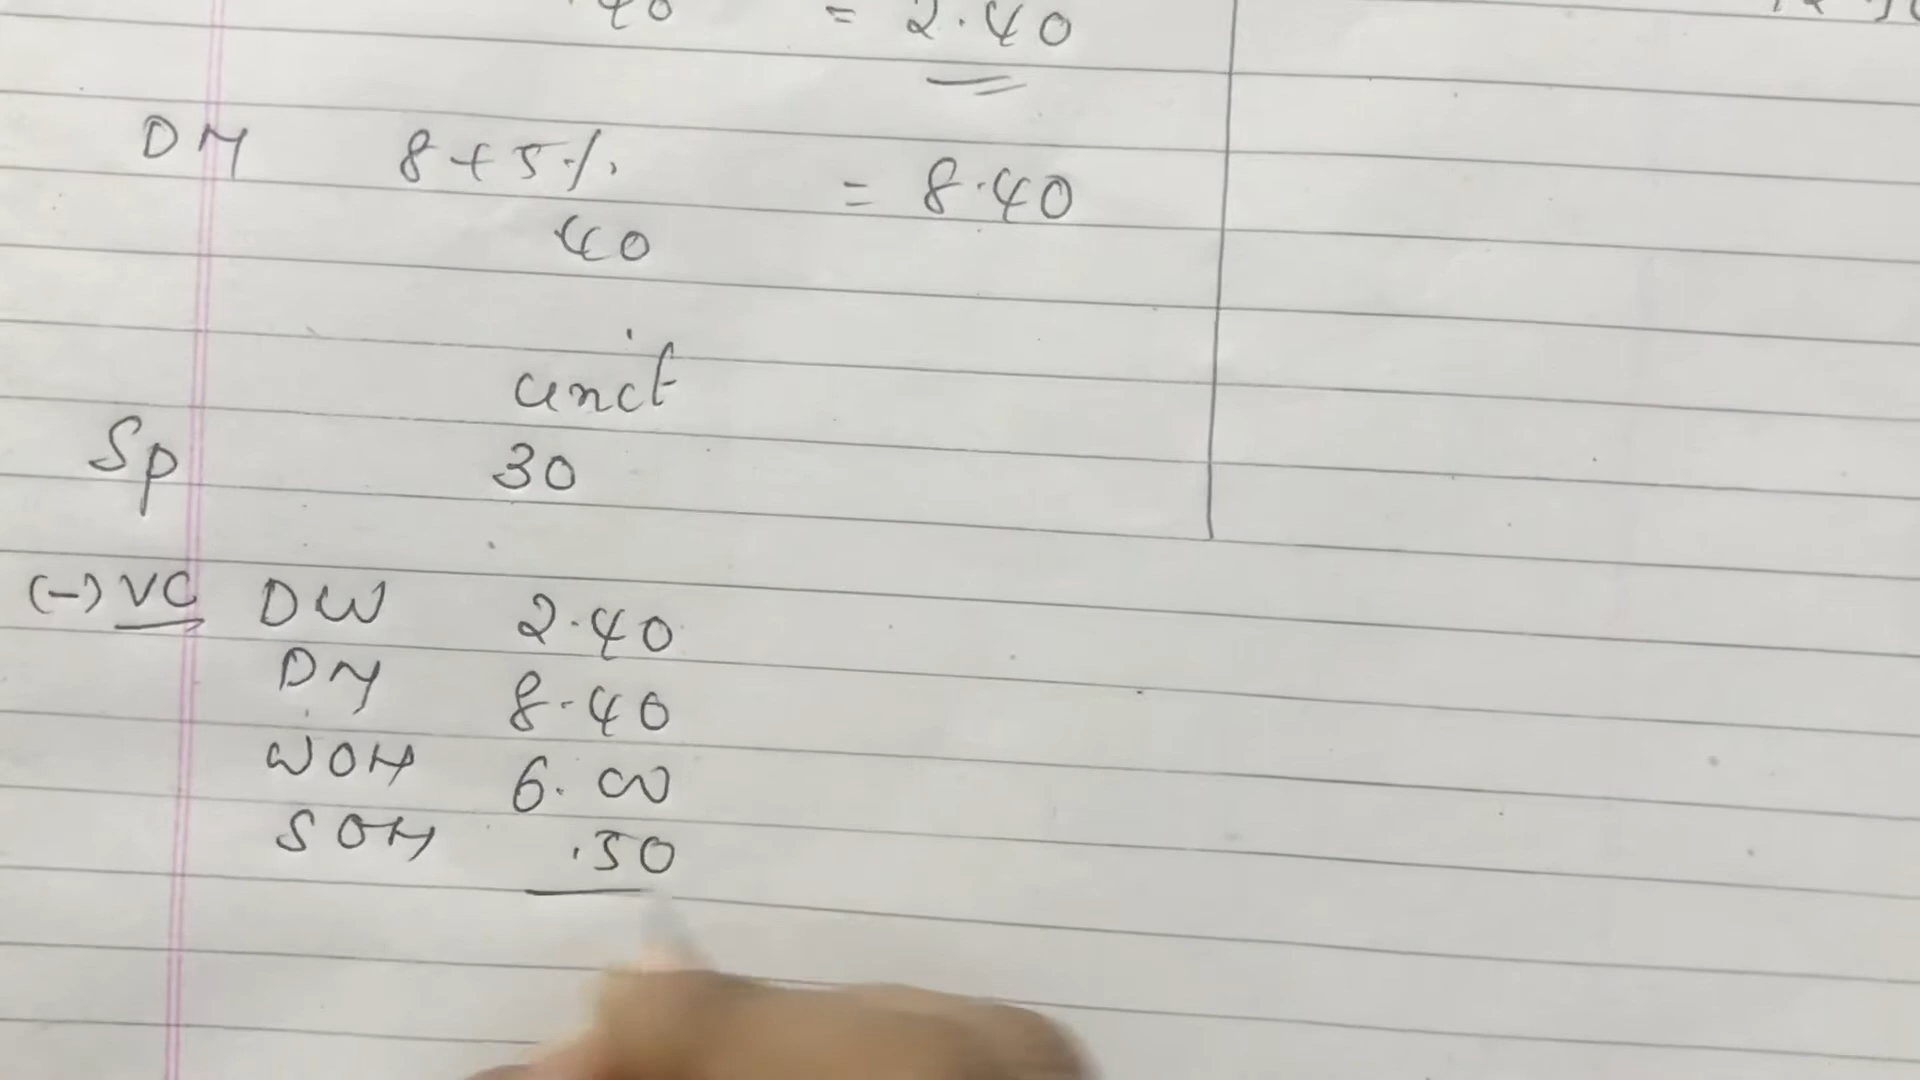 40 = 2.40
DM 8+5% = 8.40
40
unit
Sp 30
(-) VC DW 2.40
DM 8.40
WOH 6.00
SOH .50